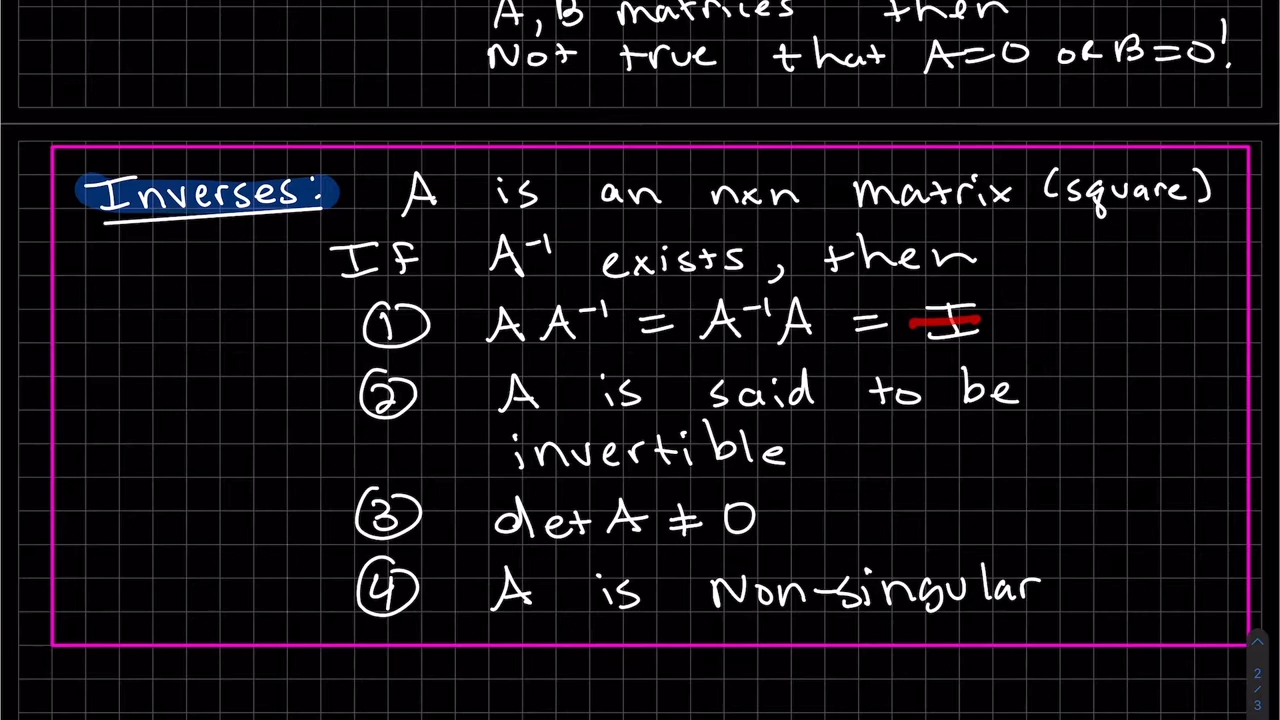 A, B matrices then
Not true that A=0 or B=0!
Inverses: A is an nxn matrix (square)
If A⁻¹ exists, then
① A A⁻¹ = A⁻¹A = I
② A is said to be
invertible
③ det A ≠ 0
④ A is Non-singular
2
/
3